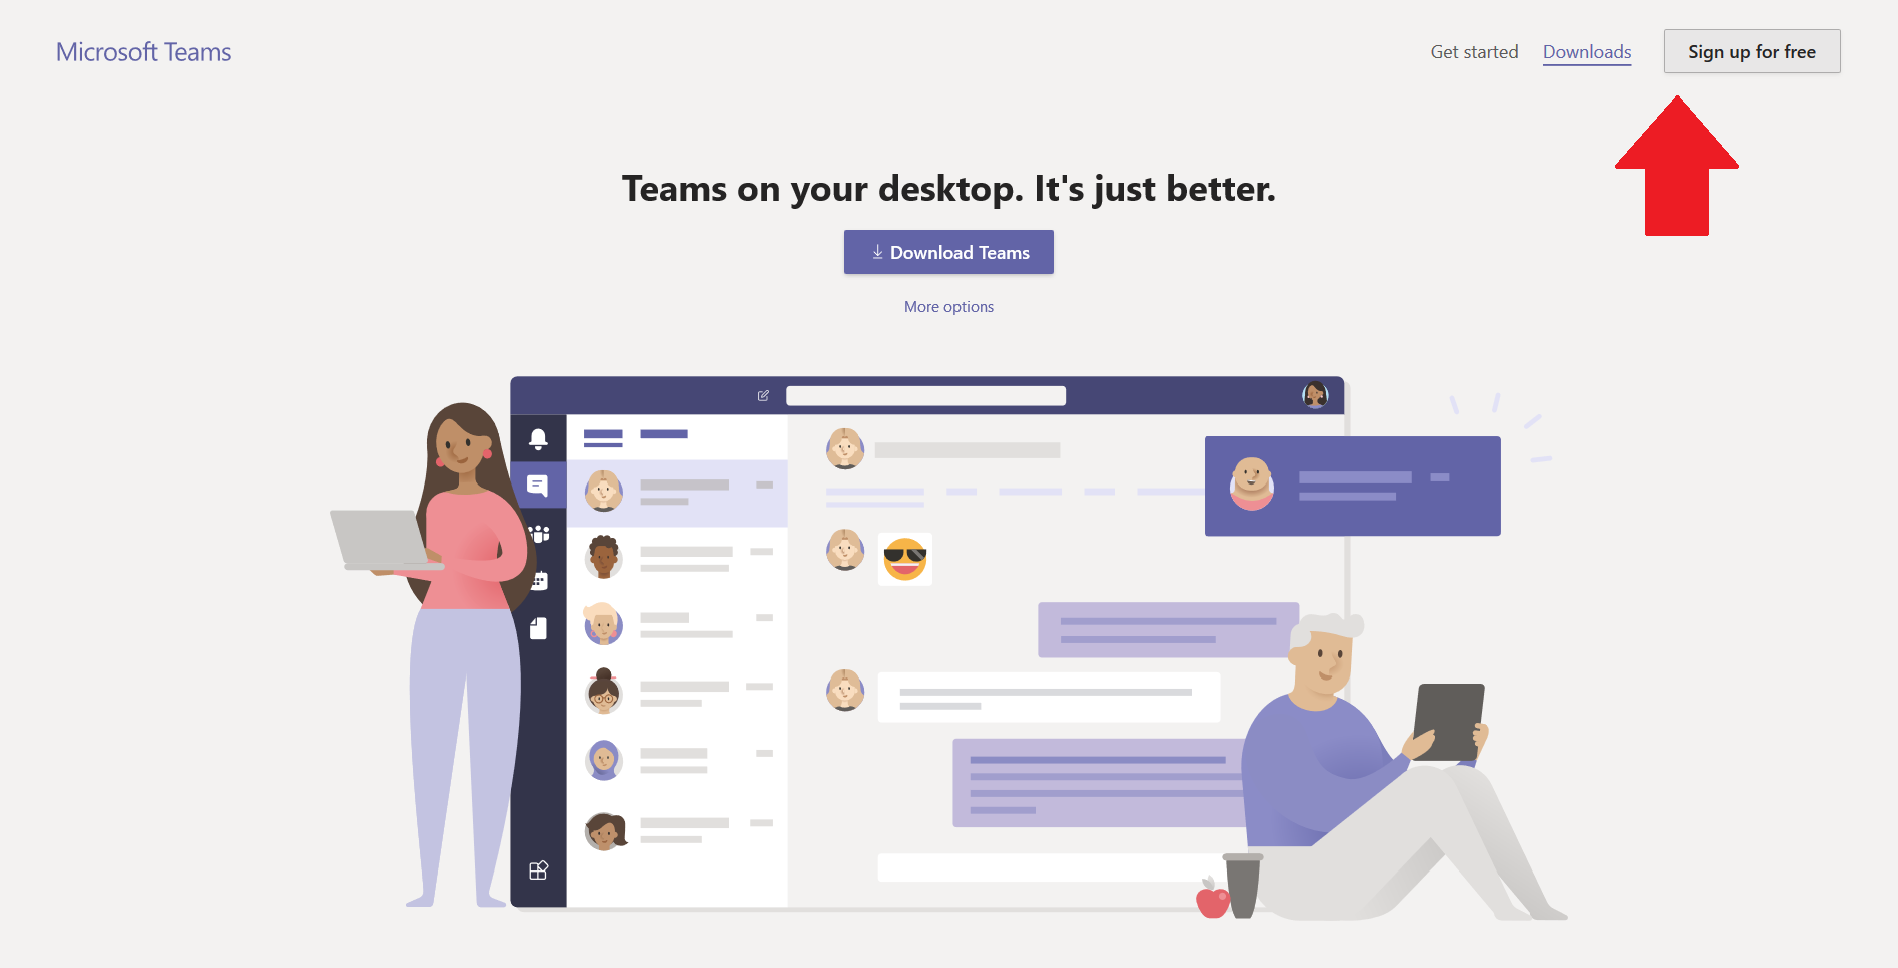 Microsoft Teams
Get started
Downloads
Sign up for free
Teams on your desktop. It's just better.
Download Teams
More options